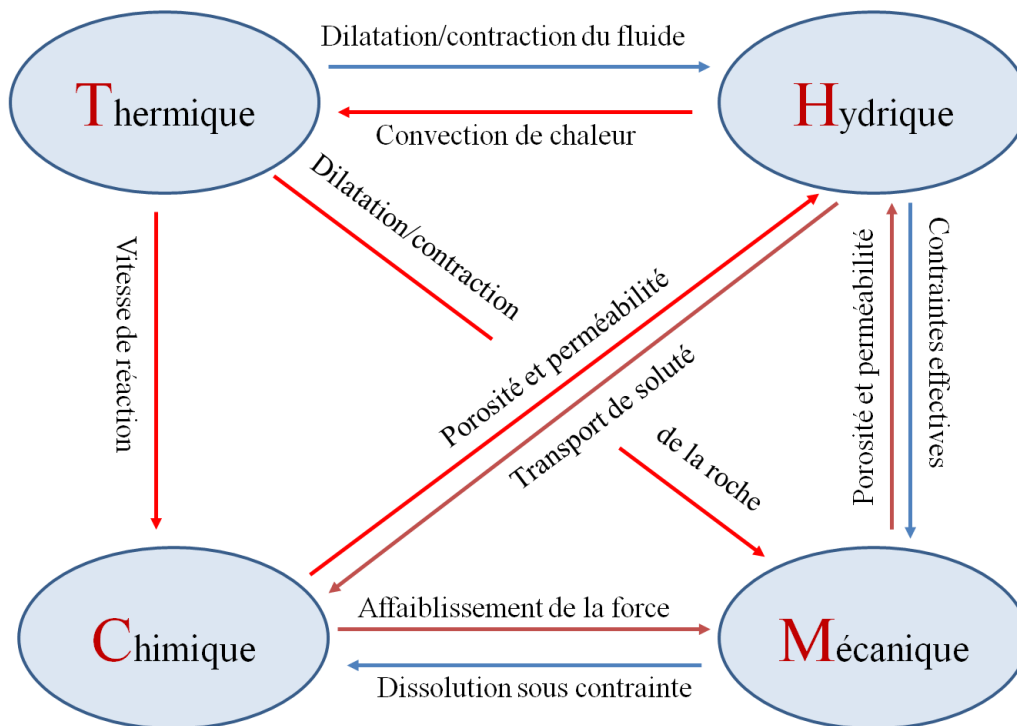 Dilatation/contraction du fluide
Thermique
Hydrique
Convection de chaleur
Dilatation/contraction
de la roche
Vitesse de réaction
Porosité et perméabilité
Transport de soluté
Porosité et perméabilité
Contraintes effectives
Affaiblissement de la force
Chimique
Mécanique
Dissolution sous contrainte